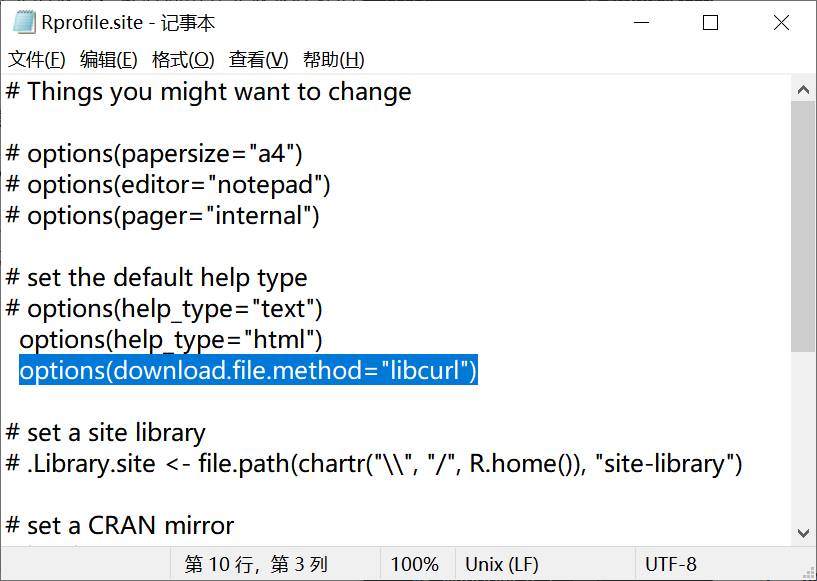 Rprofile.site - 记事本
文件(F) 编辑(E) 格式(O) 查看(V) 帮助(H)
# Things you might want to change
# options(papersize="a4")
# options(editor="notepad")
# options(pager="internal")
# set the default help type
# options(help_type="text")
options(help_type="html")
options(download.file.method="libcurl")
# set a site library
# .Library.site <- file.path(chartr("\\", "/", R.home()), "site-library")
# set a CRAN mirror
第 10 行，第 3 列 100% Unix (LF) UTF-8